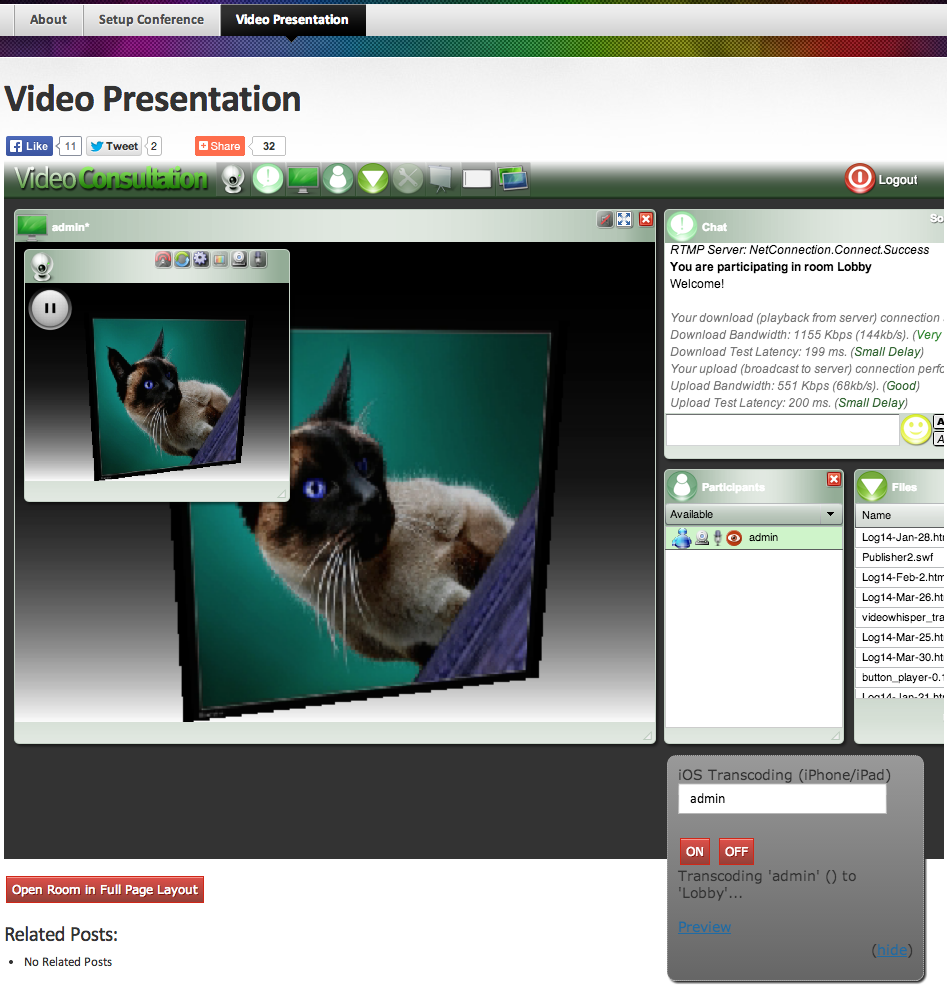 About
Setup Conference
Video Presentation
Video Presentation
Like
11
Tweet
2
Share
32
VideoConsultation
Logout
admin*
Chat
So
RTMP Server: NetConnection.Connect.Success
You are participating in room Lobby
Welcome!
Your download (playback from server) connection
Download Bandwidth: 1155 Kbps (144kb/s). (Very
Download Test Latency: 199 ms. (Small Delay)
Your upload (broadcast to server) connection perfo
Upload Bandwidth: 551 Kbps (68kb/s). (Good)
Upload Test Latency: 200 ms. (Small Delay)
A
A
Participants
Available
admin
Files
Name
Log14-Jan-28.htm
Publisher2.swf
Log14-Feb-2.htm
Log14-Mar-26.ht
videowhisper_tra
Log14-Mar-25.ht
Log14-Mar-30.ht
button_player-0.1
Log14-Jan-21.ht
iOS Transcoding (iPhone/iPad)
admin
ON
OFF
Transcoding 'admin' () to
'Lobby'...
Preview
(hide)
Open Room in Full Page Layout
Related Posts:
• No Related Posts